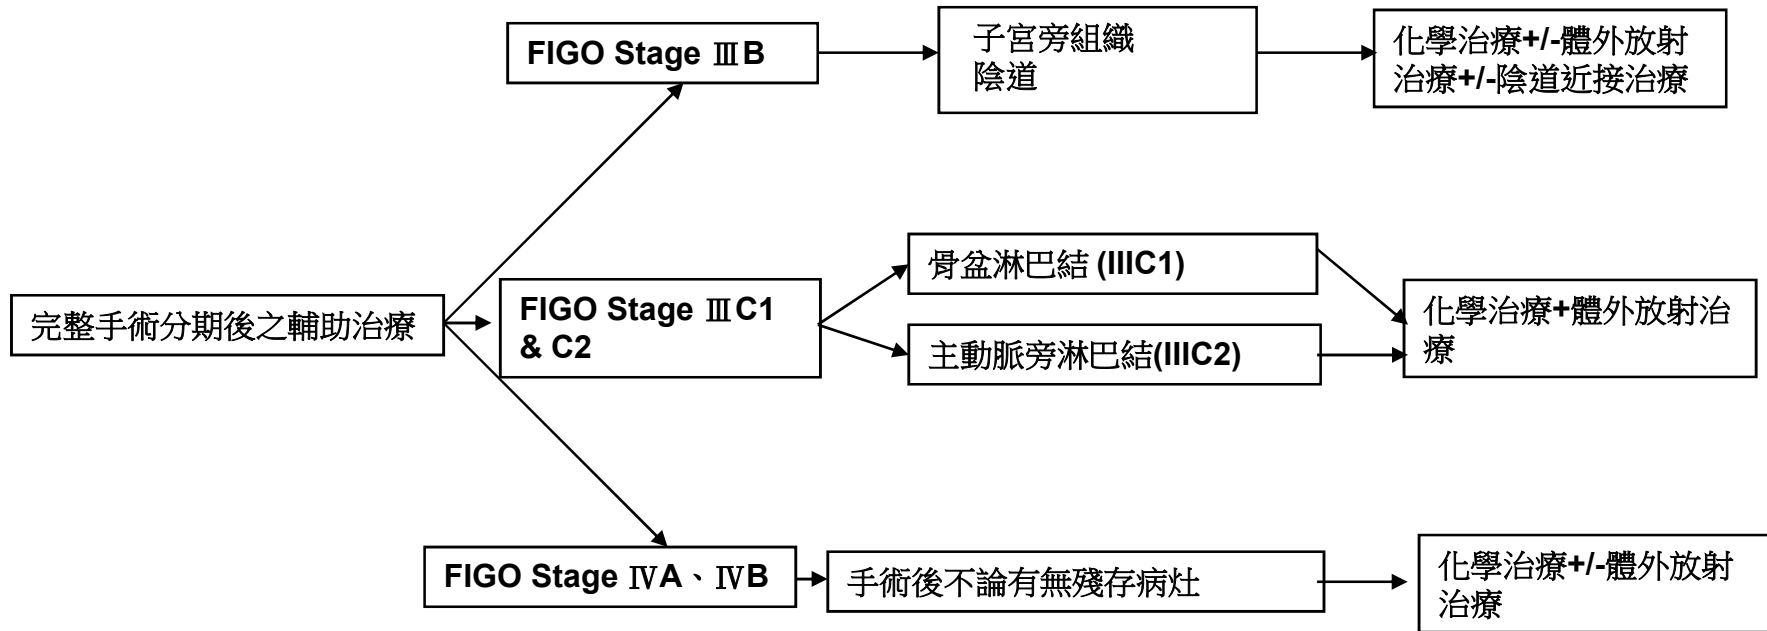 FIGO Stage ⅢB
子宮旁組織
陰道
化學治療+/-體外放射
治療+/-陰道近接治療
完整手術分期後之輔助治療
FIGO Stage ⅢC1
& C2
骨盆淋巴結 (IIIC1)
主動脈旁淋巴結(IIIC2)
化學治療+體外放射治
療
FIGO Stage ⅣA、ⅣB
手術後不論有無殘存病灶
化學治療+/-體外放射
治療